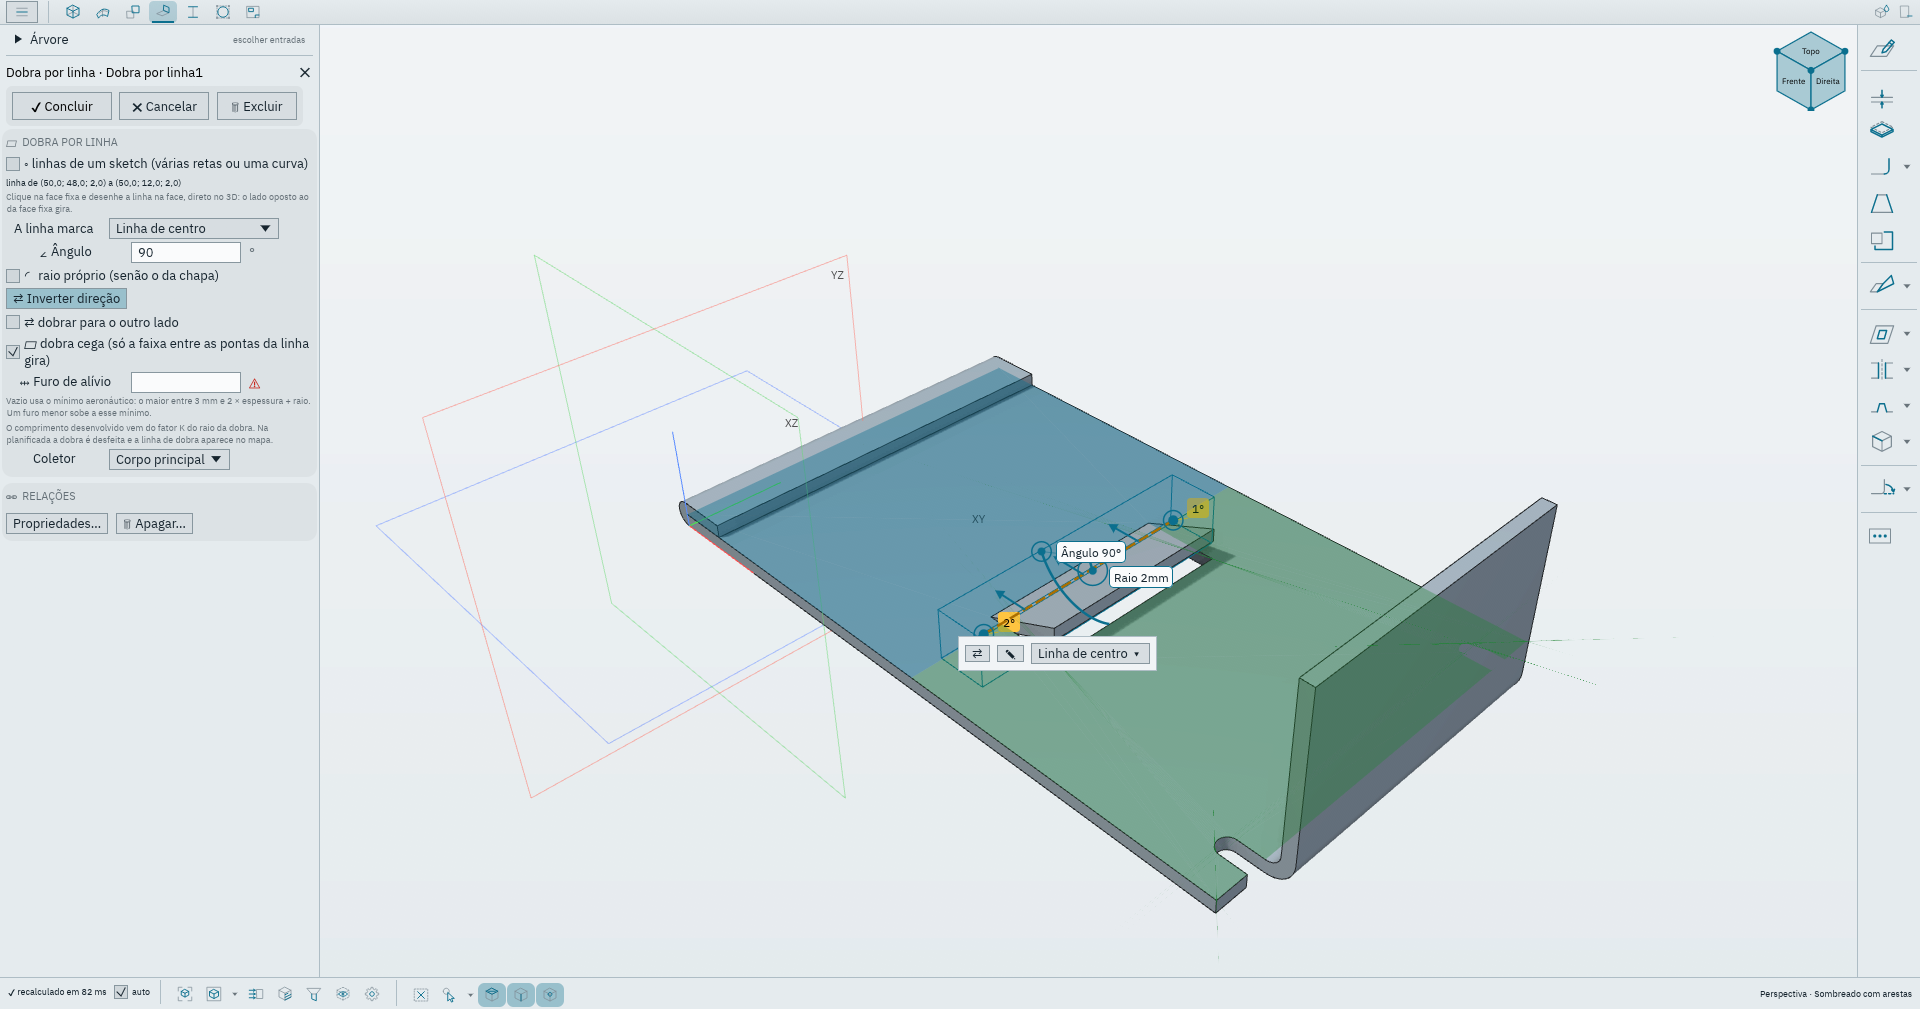 Árvore
escolher entradas
Dobra por linha · Dobra por linha1
Concluir
Cancelar
Excluir
DOBRA POR LINHA
linhas de um sketch (várias retas ou uma curva)
linha de (50,0; 48,0; 2,0) a (50,0; 12,0; 2,0)
Clique na face fixa e desenhe a linha na face, direto no 3D: o lado oposto ao
da face fixa gira.
A linha marca
Linha de centro
Ângulo
90
°
raio próprio (senão o da chapa)
Inverter direção
dobrar para o outro lado
dobra cega (só a faixa entre as pontas da linha
gira)
Furo de alívio
Vazio usa o mínimo aeronáutico: o maior entre 3 mm e 2 × espessura + raio.
Um furo menor sobe a esse mínimo.
O comprimento desenvolvido vem do fator K do raio da dobra. Na
planificada a dobra é desfeita e a linha de dobra aparece no mapa.
Coletor
Corpo principal
RELAÇÕES
Propriedades...
Apagar...
YZ
XZ
XY
1°
Ângulo 90°
Raio 2mm
2°
Linha de centro
Topo
Frente
Direita
recalculado em 82 ms
auto
Perspectiva · Sombreado com arestas